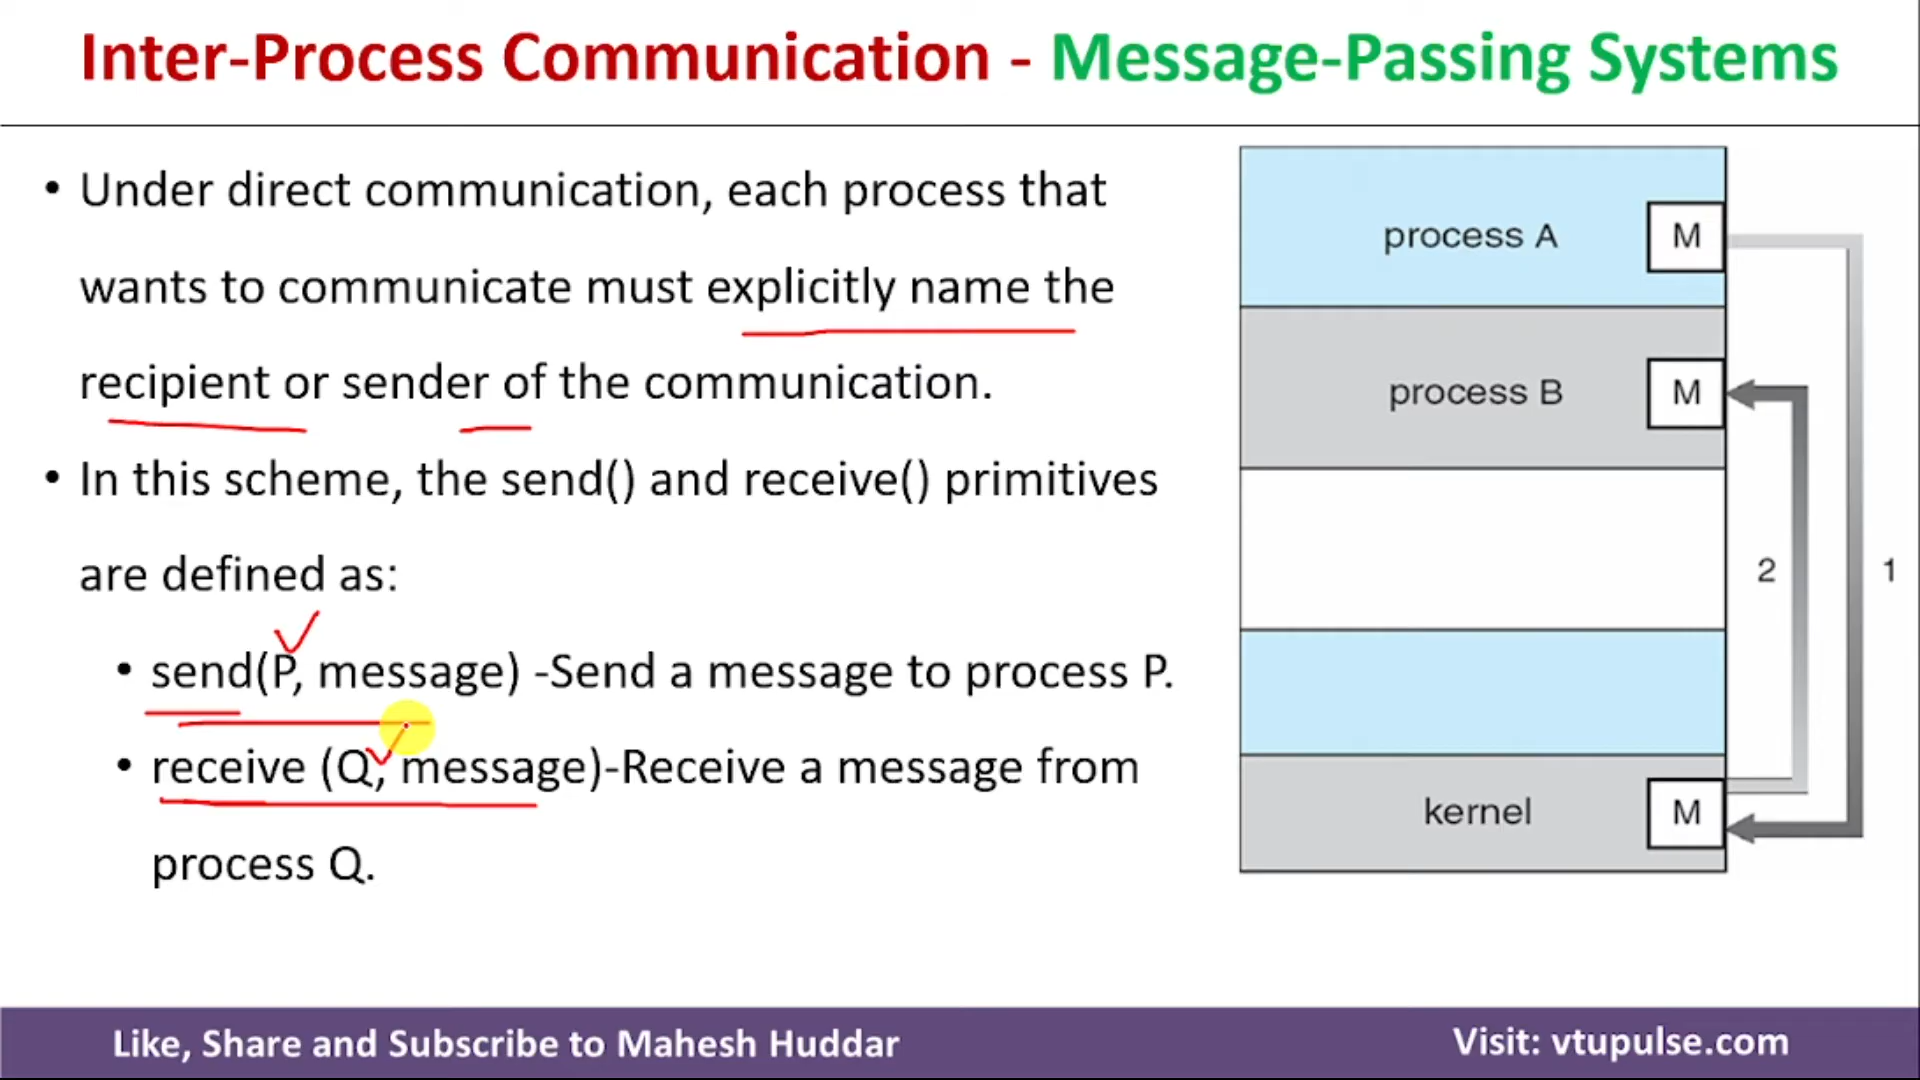 Inter-Process Communication - Message-Passing Systems
• Under direct communication, each process that
wants to communicate must explicitly name the
recipient or sender of the communication.
• In this scheme, the send() and receive() primitives
are defined as:
• send(P, message) -Send a message to process P.
• receive (Q, message)-Receive a message from
process Q.
process A
M
process B
M
2
1
kernel
M
Like, Share and Subscribe to Mahesh Huddar
Visit: vtupulse.com